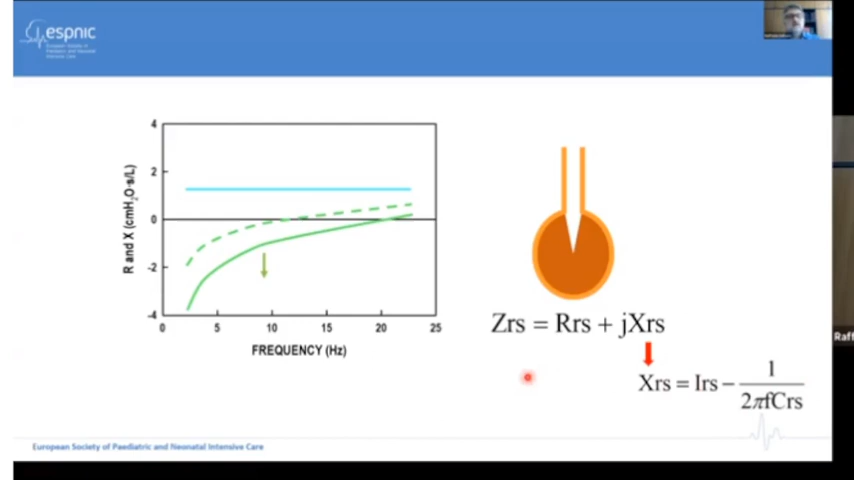 espnic
European Society of
Paediatric and Neonatal
Intensive Care
R and X (cmH₂O·s/L)
4
2
0
-2
-4
0
5
10
15
20
25
FREQUENCY (Hz)
Zrs = Rrs + jXrs
Xrs = Irs − 1
2πfCrs
Raff
European Society of Paediatric and Neonatal Intensive Care